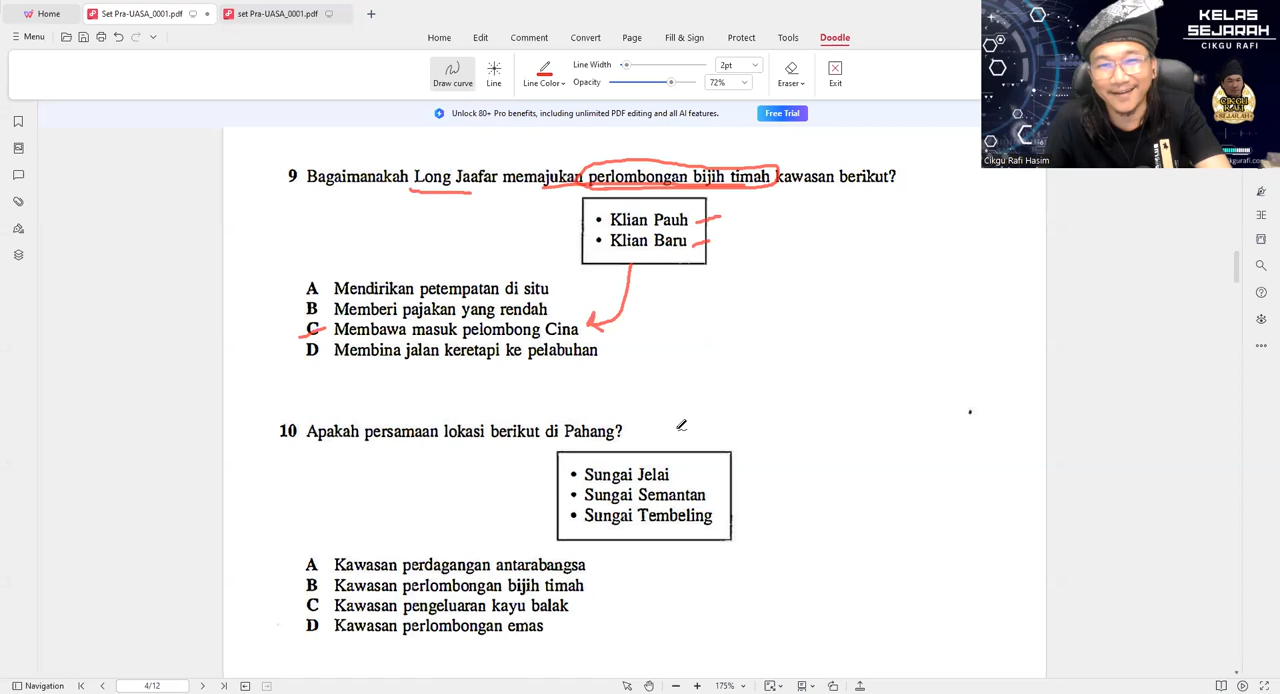 Home
Set Pra-UASA_0001.pdf
set Pra-UASA_0001.pdf
Menu
Home Edit Comment Convert Page Fill & Sign Protect Tools Doodle
Draw curve
Line
Line Color
Line Width
2pt
Opacity
72%
Eraser
Exit
Unlock 80+ Pro benefits, including unlimited PDF editing and all AI features.
Free Trial
KELAS
SEJARAH
CIKGU RAFI
CIKGU
RAFI
SEJARAH
Cikgu Rafi Hasim
9 Bagaimanakah Long Jaafar memajukan perlombongan bijih timah kawasan berikut?
• Klian Pauh
• Klian Baru
A Mendirikan petempatan di situ
B Memberi pajakan yang rendah
C Membawa masuk pelombong Cina
D Membina jalan keretapi ke pelabuhan
10 Apakah persamaan lokasi berikut di Pahang?
• Sungai Jelai
• Sungai Semantan
• Sungai Tembeling
A Kawasan perdagangan antarabangsa
B Kawasan perlombongan bijih timah
C Kawasan pengeluaran kayu balak
D Kawasan perlombongan emas
Navigation
4/12
175%